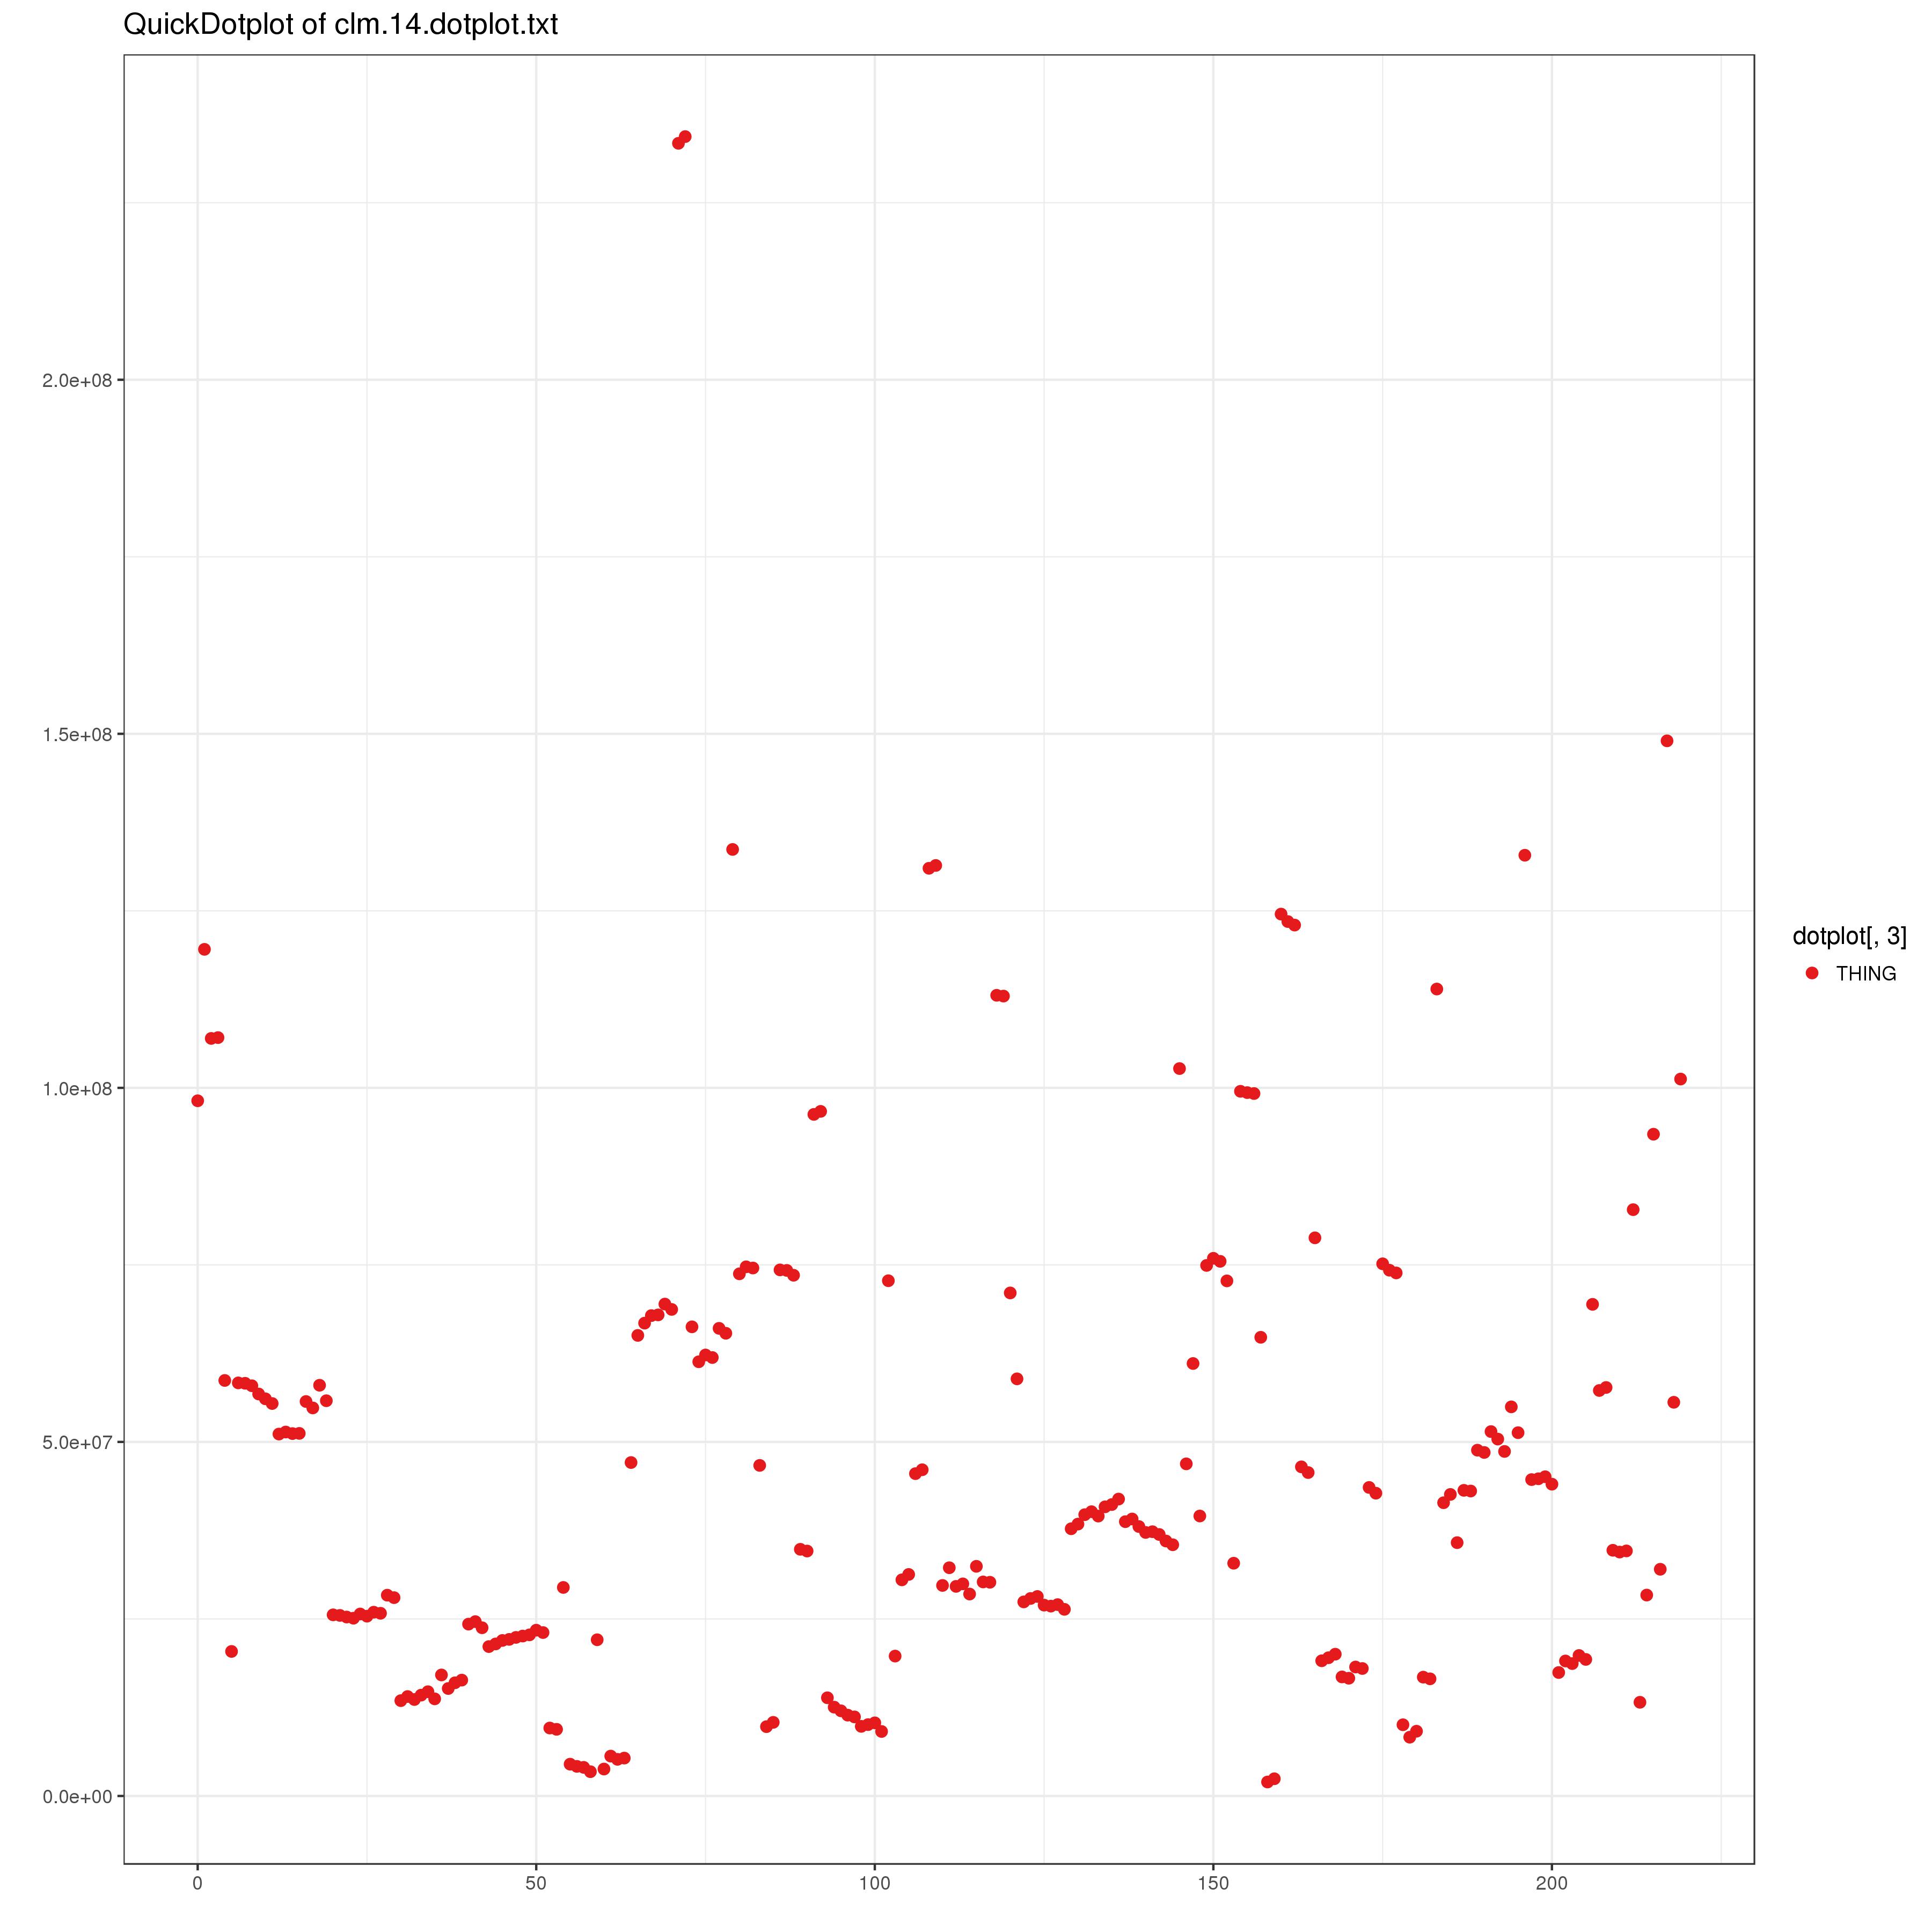 QuickDotplot of clm.14.dotplot.txt
2.0e+08
1.5e+08
1.0e+08
5.0e+07
0.0e+00
0 50 100 150 200
dotplot[, 3]
THING